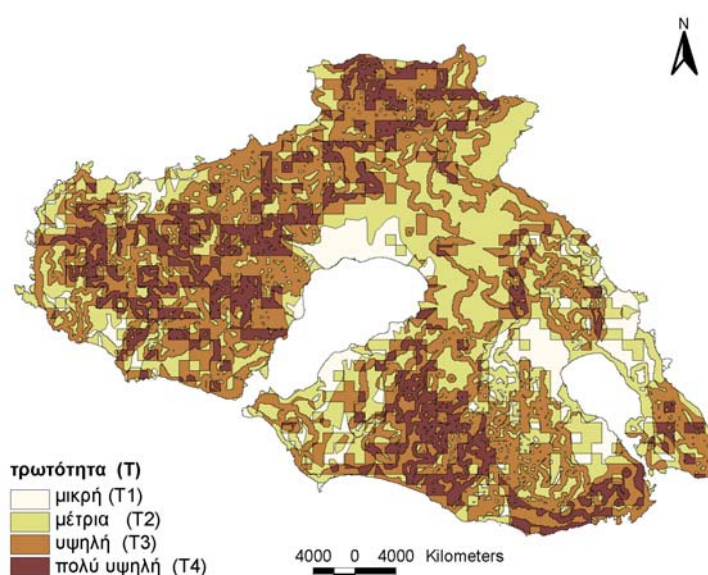 N
τρωτότητα (Τ)
μικρή (Τ1)
μέτρια (Τ2)
υψηλή (Τ3)
πολύ υψηλή (Τ4)
4000 0 4000 Kilometers